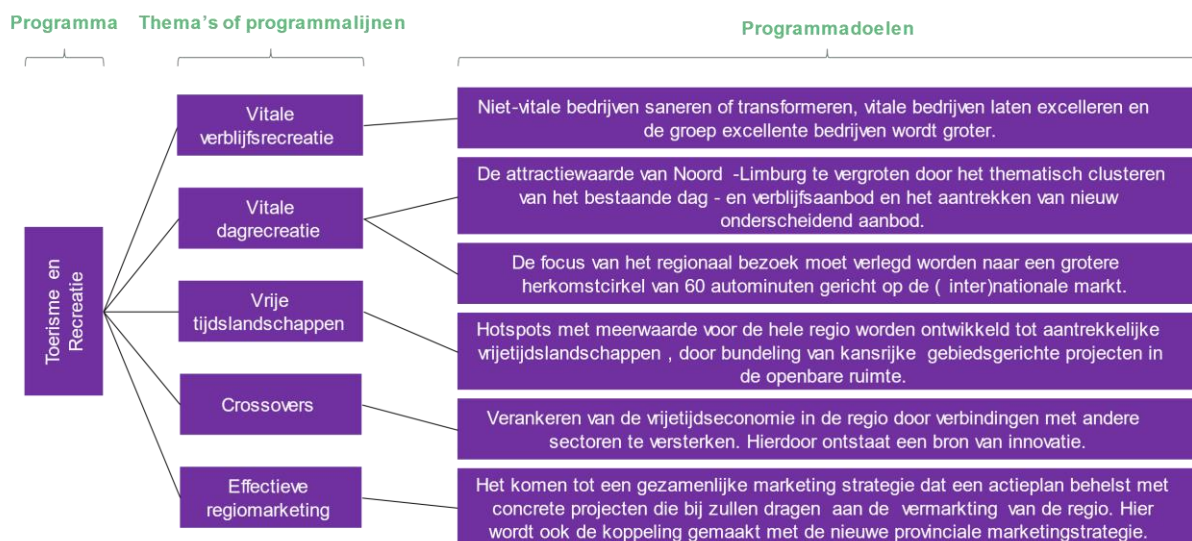 Programma
Thema's of programmalijnen
Programmadoelen
Toerisme en
Recreatie
Vitale
verblijfsrecreatie
Niet-vitale bedrijven saneren of transformeren, vitale bedrijven laten excelleren en
de groep excellente bedrijven wordt groter.
Vitale
dagrecreatie
De attractiewaarde van Noord -Limburg te vergroten door het thematisch clusteren
van het bestaande dag - en verblijfsaanbod en het aantrekken van nieuw
onderscheidend aanbod.
De focus van het regionaal bezoek moet verlegd worden naar een grotere
herkomstcirkel van 60 autominuten gericht op de ( inter)nationale markt.
Vrije
tijdslandschappen
Hotspots met meerwaarde voor de hele regio worden ontwikkeld tot aantrekkelijke
vrijetijdslandschappen , door bundeling van kansrijke gebiedsgerichte projecten in
de openbare ruimte.
Crossovers
Verankeren van de vrijetijdseconomie in de regio door verbindingen met andere
sectoren te versterken. Hierdoor ontstaat een bron van innovatie.
Effectieve
regiomarketing
Het komen tot een gezamenlijke marketing strategie dat een actieplan behelst met
concrete projecten die bij zullen dragen aan de vermarkting van de regio. Hier
wordt ook de koppeling gemaakt met de nieuwe provinciale marketingstrategie.